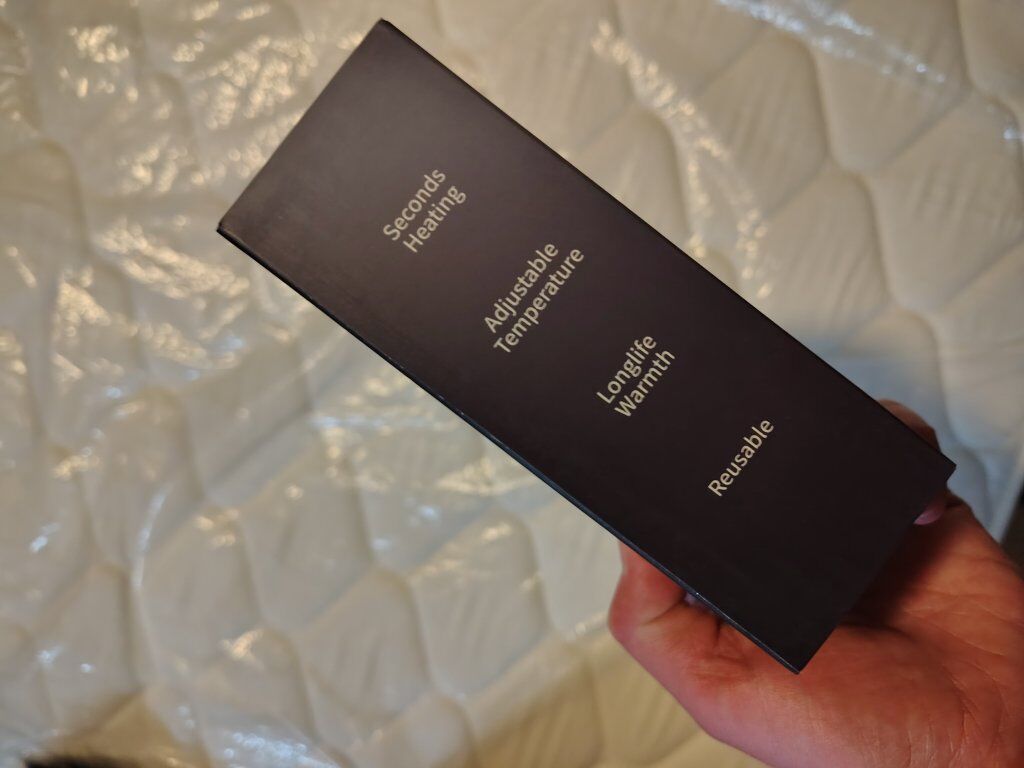 Seconds
Heating
Adjustable
Temperature
Longlife
Warmth
Reusable